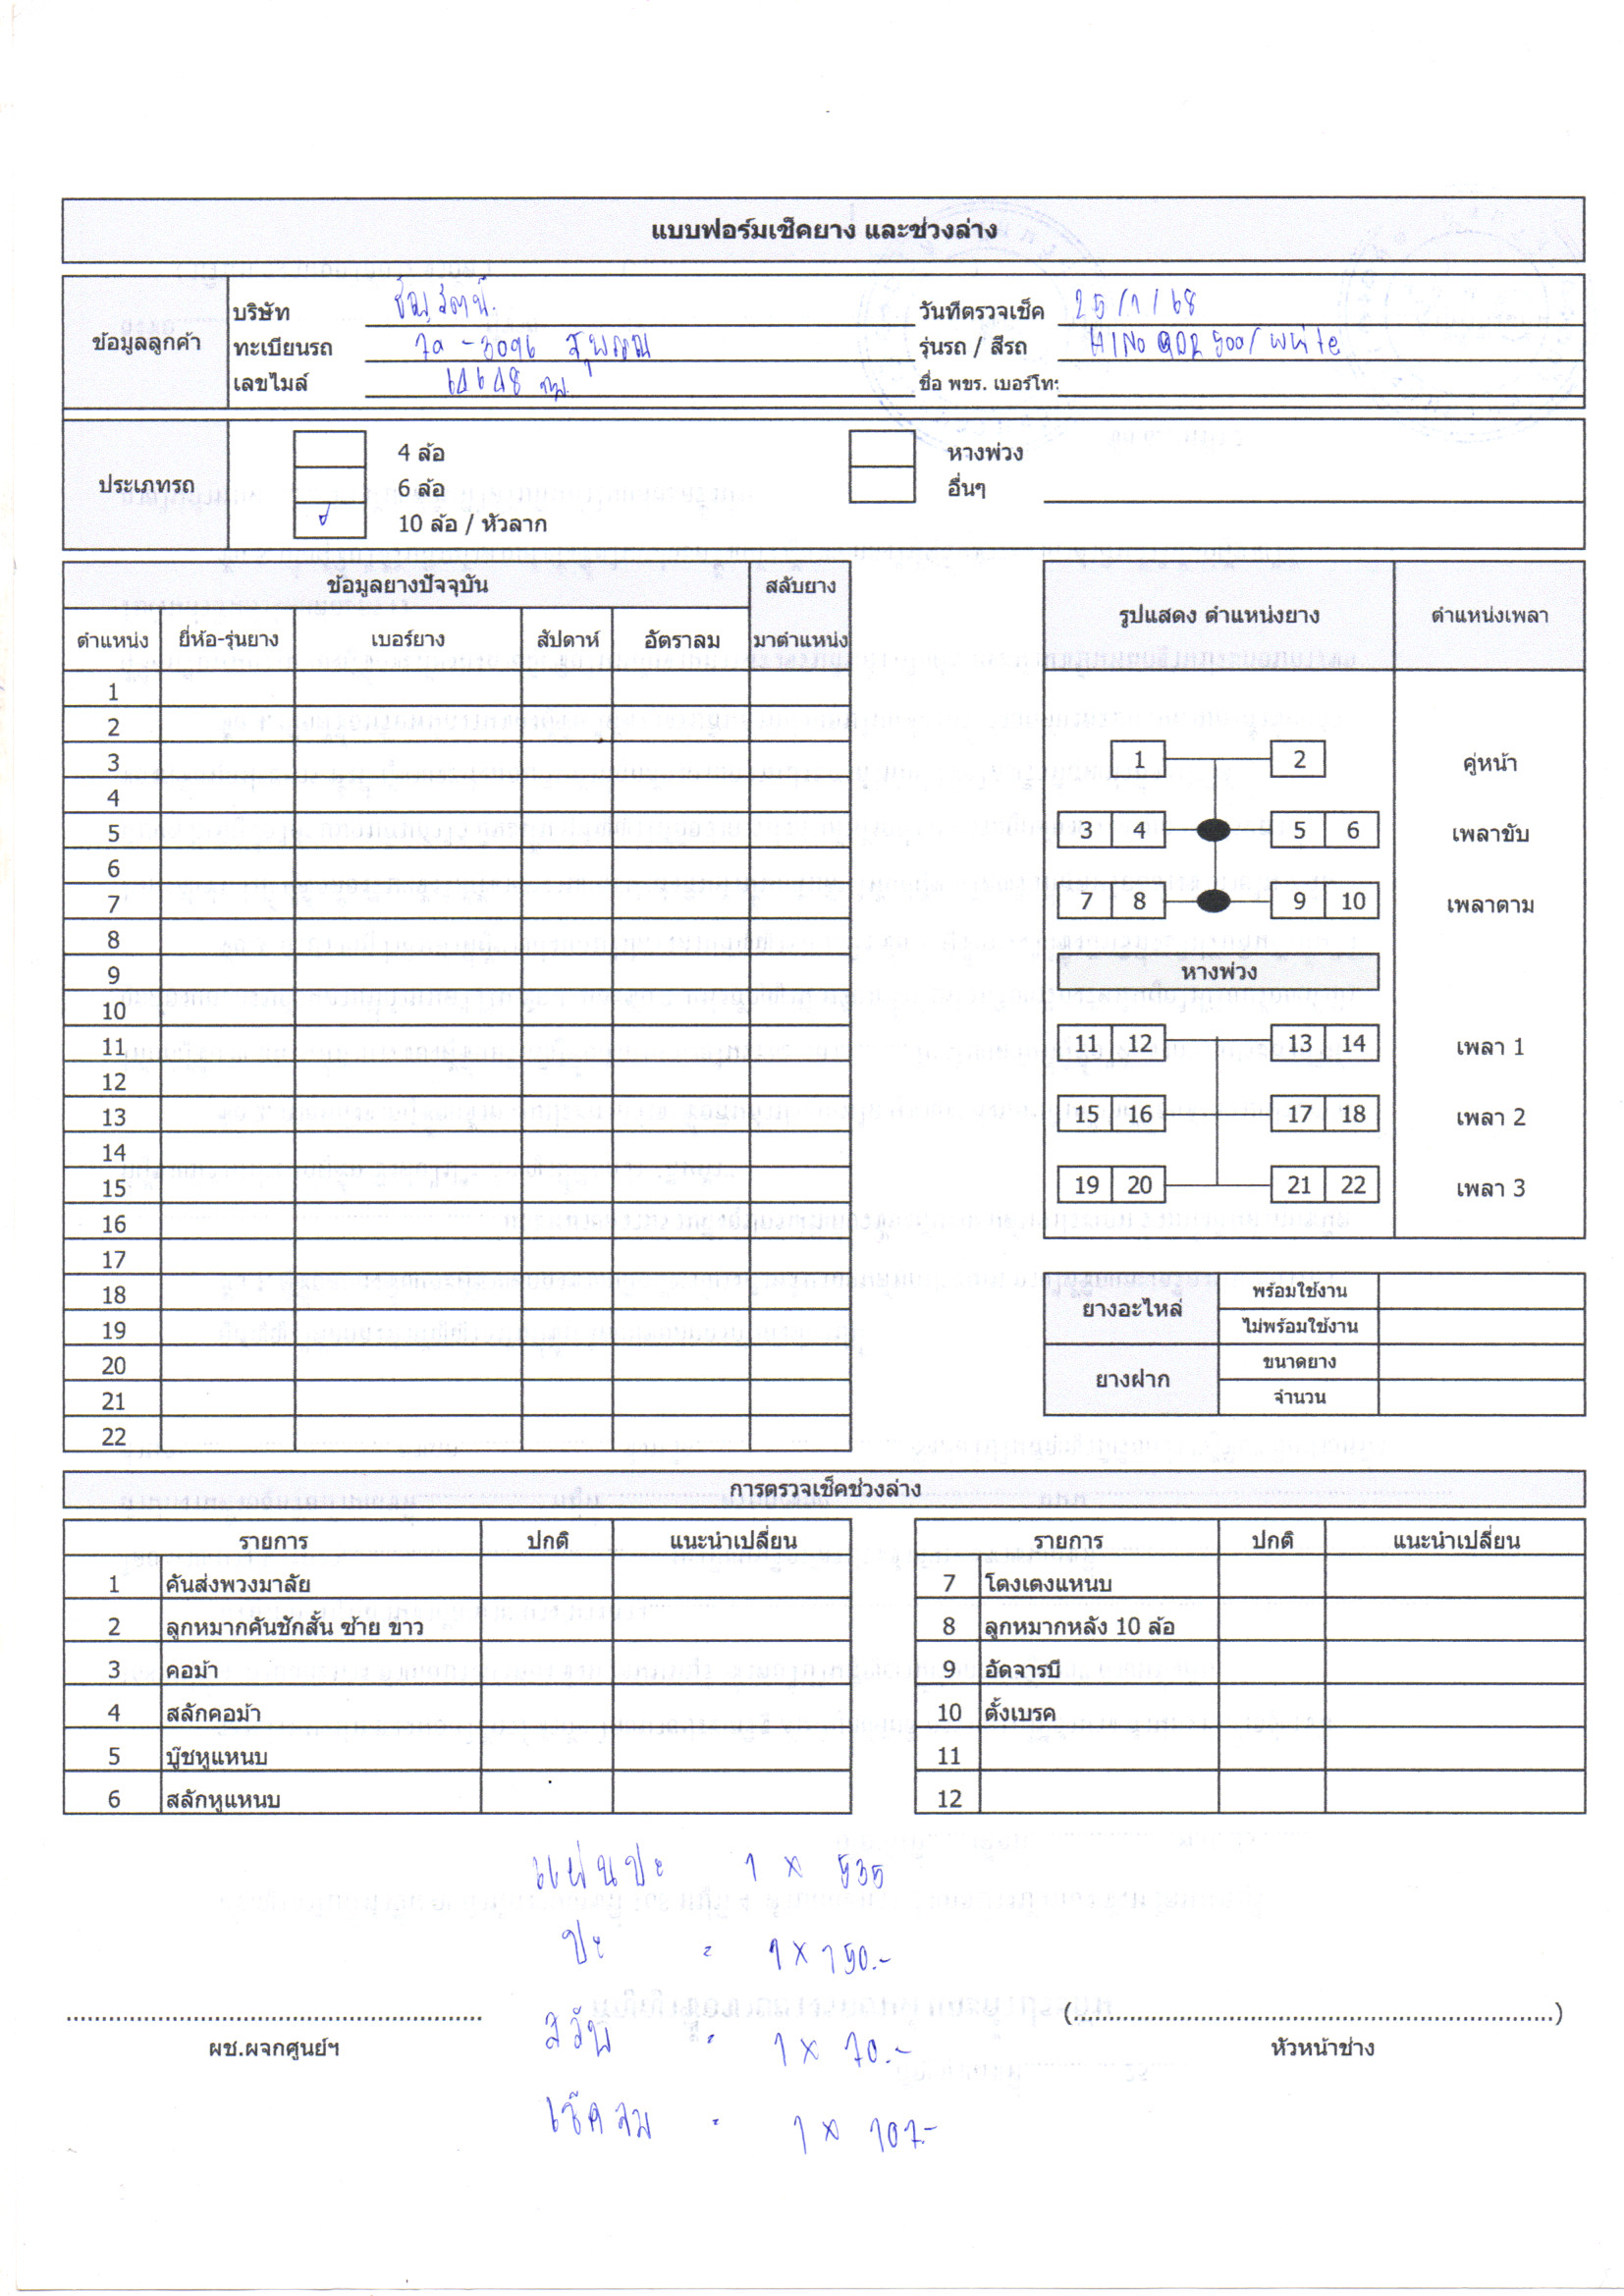 แบบฟอร์มเช็คยาง และช่วงล่าง
ข้อมูลลูกค้า
บริษัท วันที่ตรวจเช็ค 25/1/68
ทะเบียนรถ 70-3096 รุ่นรถ / สีรถ HINO 500/ white
เลขไมล์ 64648 กม. ชื่อ พขร. เบอร์โท:
ประเภทรถ
4 ล้อ หางพ่วง
6 ล้อ อื่นๆ
✓ 10 ล้อ / หัวลาก
ข้อมูลยางปัจจุบัน สลับยาง
ตำแหน่ง ยี่ห้อ-รุ่นยาง เบอร์ยาง สัปดาห์ อัตราลม มาตำแหน่ง
1
2
3
4
5
6
7
8
9
10
11
12
13
14
15
16
17
18
19
20
21
22
รูปแสดง ตำแหน่งยาง ตำแหน่งเพลา
1 2 คู่หน้า
3 4 5 6 เพลาขับ
7 8 9 10 เพลาตาม
หางพ่วง
11 12 13 14 เพลา 1
15 16 17 18 เพลา 2
19 20 21 22 เพลา 3
ยางอะไหล่ พร้อมใช้งาน
ไม่พร้อมใช้งาน
ยางฝาก ขนาดยาง
จำนวน
การตรวจเช็คช่วงล่าง
รายการ ปกติ แนะนำเปลี่ยน
1 คันส่งพวงมาลัย
2 ลูกหมากคันชักสั้น ซ้าย ขาว
3 คอม้า
4 สลักคอม้า
5 บู๊ชหูแหนบ
6 สลักหูแหนบ
รายการ ปกติ แนะนำเปลี่ยน
7 โตงเตงแหนบ
8 ลูกหมากหลัง 10 ล้อ
9 อัดจารบี
10 ตั้งเบรค
11
12
แผ่นปะ 1 x 535
ปะ = 1 x 150.-
สวัน = 1 x 70.-
เช็คลม = 1 x 107.-
ผช.ผจกศูนย์ฯ
(....................)
หัวหน้าช่าง